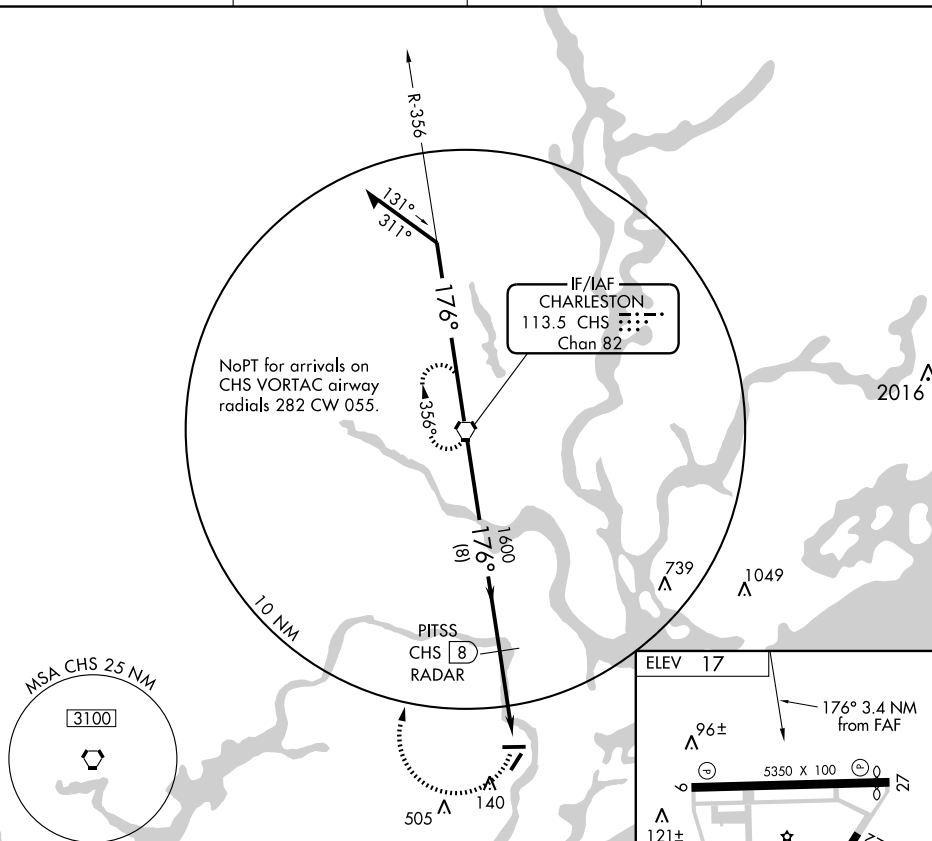 R-356
131°
311°
176°
IF/IAF
CHARLESTON
113.5 CHS
Chan 82
NoPT for arrivals on
CHS VORTAC airway
radials 282 CW 055.
356°
2016
1600
176°
(8)
739
1049
10 NM
PITSS
CHS 8
RADAR
MSA CHS 25 NM
3100
505
140
ELEV 17
176° 3.4 NM
from FAF
96±
P
5350 X 100
P
9
27
121±